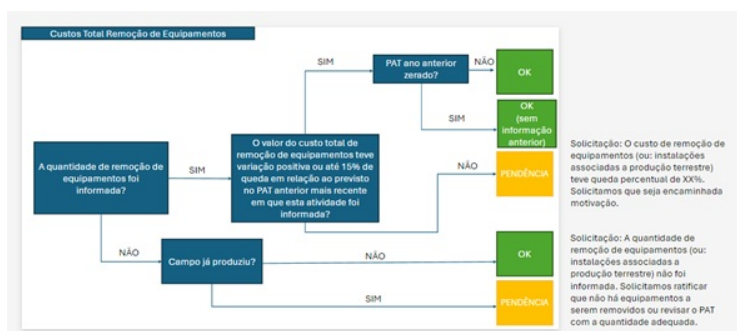 Custos Total Remoção de Equipamentos
SIM
PAT ano anterior
zerado?
NÃO
OK
SIM
OK
(sem
informação
anterior)
A quantidade de remoção de
equipamentos foi
informada?
SIM
O valor do custo total de
remoção de equipamentos teve
variação positiva ou até 15% de
queda em relação ao previsto
no PAT anterior mais recente
em que esta atividade foi
informada?
NÃO
PENDÊNCIA
Solicitação: O custo de remoção de
equipamentos (ou: instalações
associadas a produção terrestre)
teve queda percentual de XX%.
Solicitamos que seja encaminhada
motivação.
NÃO
Campo já produziu?
NÃO
OK
SIM
PENDÊNCIA
Solicitação: A quantidade de
remoção de equipamentos (ou:
instalações associadas a
produção terrestre) não foi
informada. Solicitamos ratificar
que não há equipamentos a
serem removidos ou revisar o PAT
com a quantidade adequada.